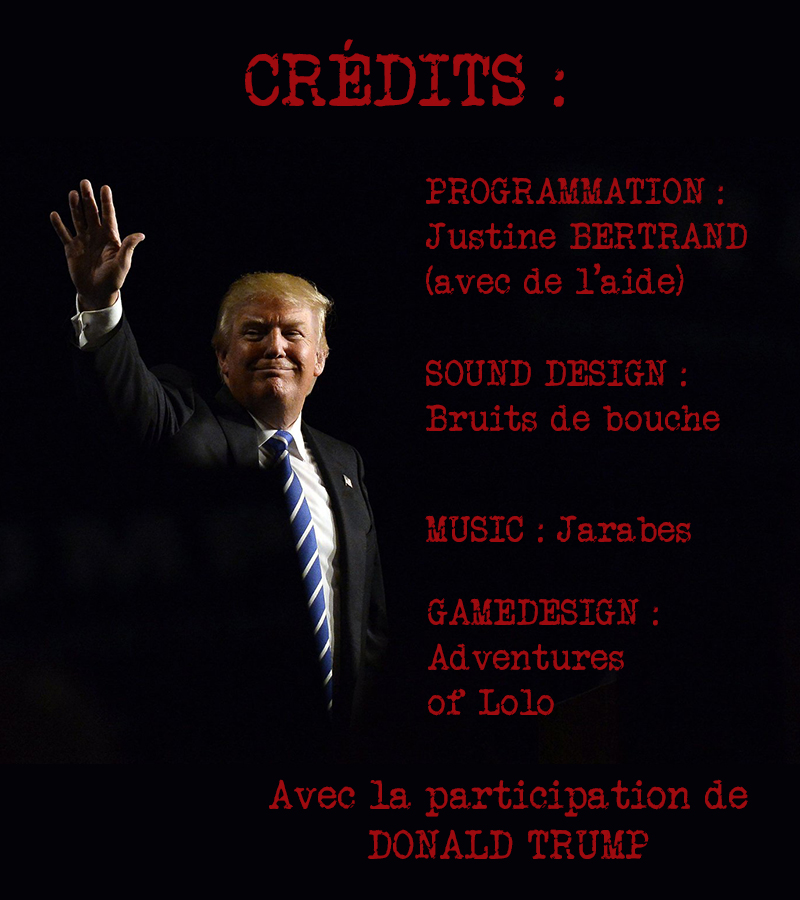 CRÉDITS :
PROGRAMMATION :
Justine BERTRAND
(avec de l'aide)
SOUND DESIGN :
Bruits de bouche
MUSIC : Jarabes
GAMEDESIGN :
Adventures
of Lolo
Avec la participation de
DONALD TRUMP